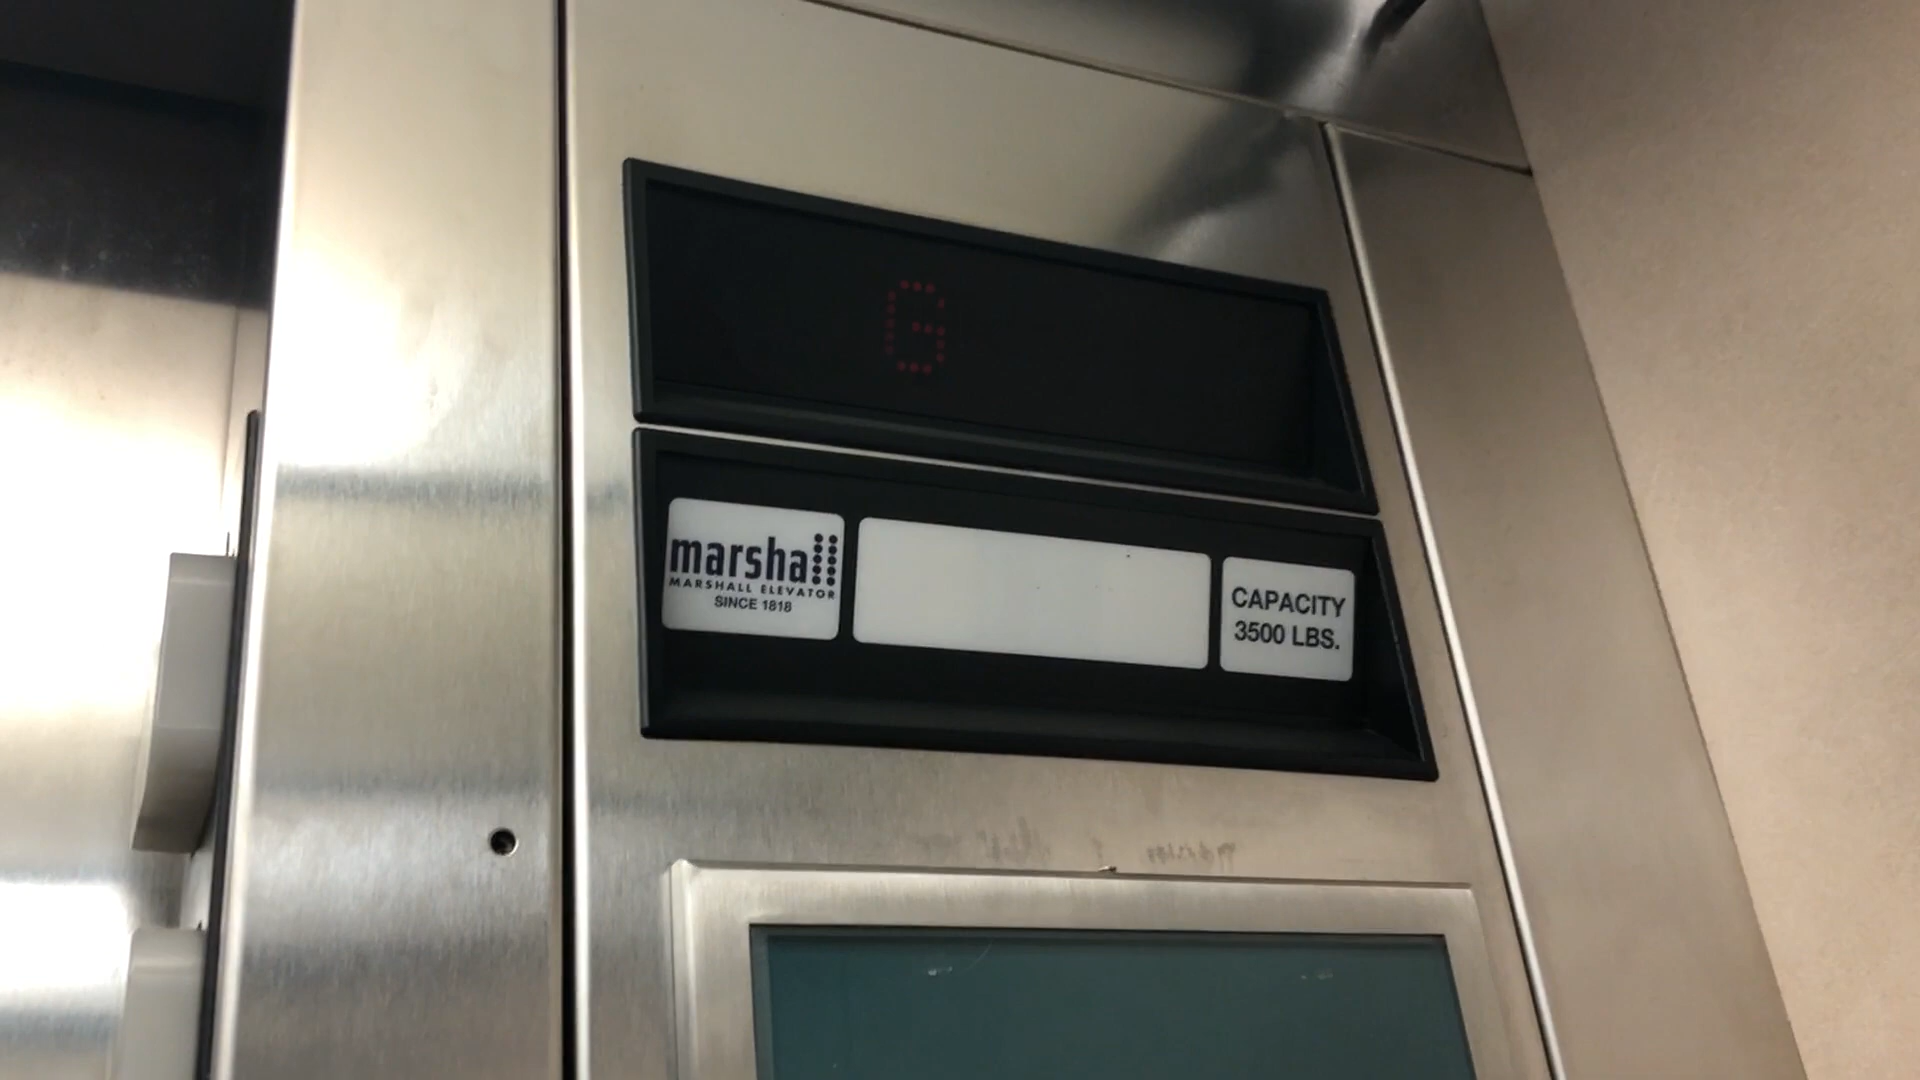 G
marshall
MARSHALL ELEVATOR
SINCE 1818
CAPACITY
3500 LBS.